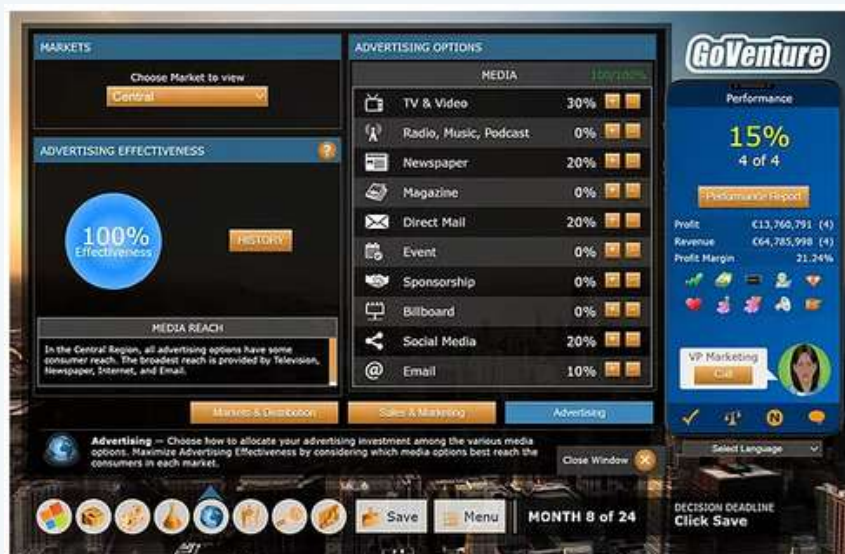 MARKETS
Choose Market to view
Central
ADVERTISING EFFECTIVENESS
?
100%
Effectiveness
HISTORY
MEDIA REACH
In the Central Region, all advertising options have some
consumer reach. The broadest reach is provided by Television,
Newspaper, Internet, and Email.
ADVERTISING OPTIONS
MEDIA 100/100%
TV & Video 30%
Radio, Music, Podcast 0%
Newspaper 20%
Magazine 0%
Direct Mail 20%
Event 0%
Sponsorship 0%
Billboard 0%
Social Media 20%
@ Email 10%
GoVenture
Performance
15%
4 of 4
Performance Report
Profit €13,760,791 (4)
Revenue €64,785,998 (4)
Profit Margin 21.24%
VP Marketing
Call
N
Select Language
Markets & Distribution
Sales & Marketing
Advertising
Advertising — Choose how to allocate your advertising investment among the various media
options. Maximize Advertising Effectiveness by considering which media options best reach the
consumers in each market.
Close Window X
Save
Menu
MONTH 8 of 24
DECISION DEADLINE
Click Save